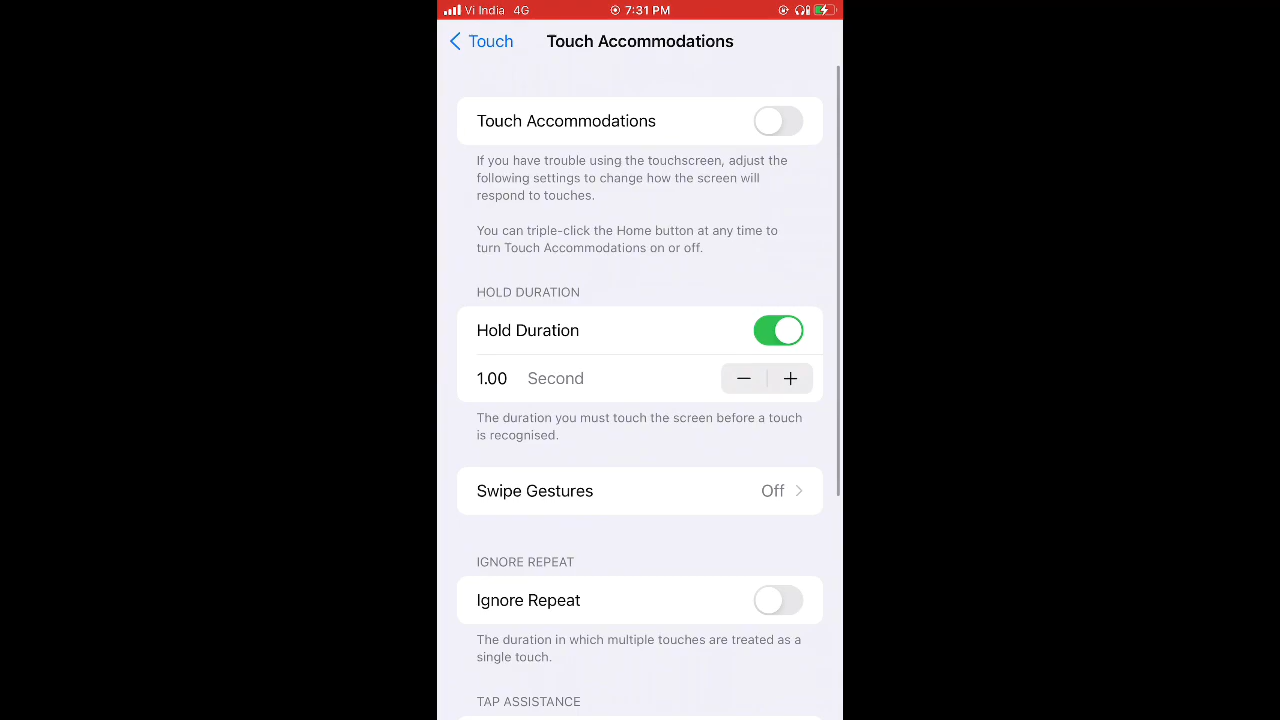 Vi India 4G 7:31 PM
Touch Touch Accommodations
Touch Accommodations
If you have trouble using the touchscreen, adjust the
following settings to change how the screen will
respond to touches.
You can triple-click the Home button at any time to
turn Touch Accommodations on or off.
HOLD DURATION
Hold Duration
1.00 Second − +
The duration you must touch the screen before a touch
is recognised.
Swipe Gestures Off
IGNORE REPEAT
Ignore Repeat
The duration in which multiple touches are treated as a
single touch.
TAP ASSISTANCE